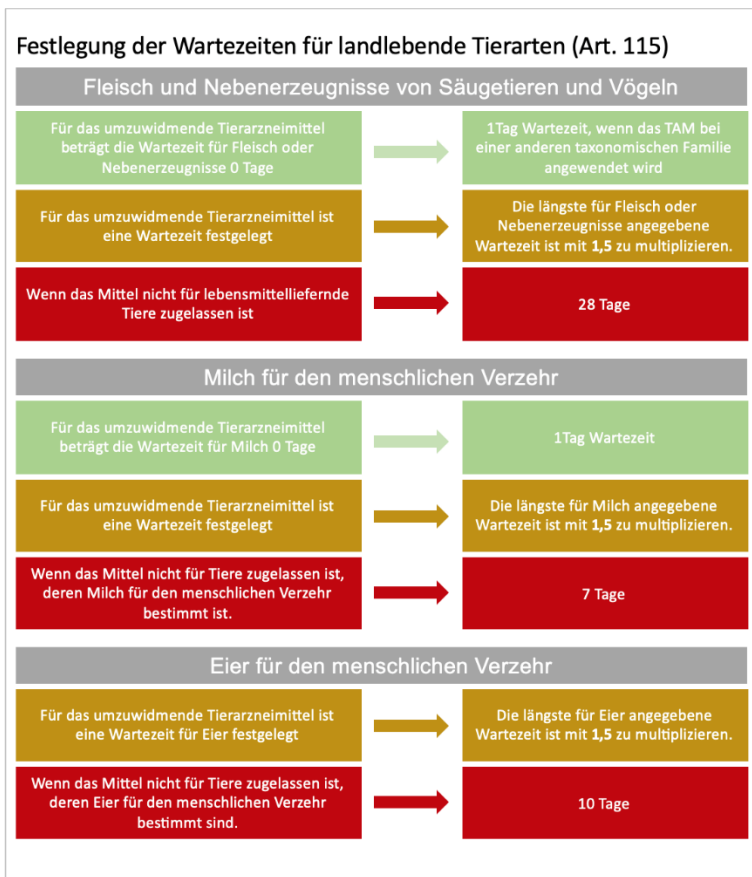 Festlegung der Wartezeiten für landlebende Tierarten (Art. 115)
Fleisch und Nebenerzeugnisse von Säugetieren und Vögeln
Für das umzuwidmende Tierarzneimittel
beträgt die Wartezeit für Fleisch oder
Nebenerzeugnisse 0 Tage
1Tag Wartezeit, wenn das TAM bei
einer anderen taxonomischen Familie
angewendet wird
Für das umzuwidmende Tierarzneimittel ist
eine Wartezeit festgelegt
Die längste für Fleisch oder
Nebenerzeugnisse angegebene
Wartezeit ist mit 1,5 zu multiplizieren.
Wenn das Mittel nicht für lebensmittelliefernde
Tiere zugelassen ist
28 Tage
Milch für den menschlichen Verzehr
Für das umzuwidmende Tierarzneimittel
beträgt die Wartezeit für Milch 0 Tage
1Tag Wartezeit
Für das umzuwidmende Tierarzneimittel ist
eine Wartezeit festgelegt
Die längste für Milch angegebene
Wartezeit ist mit 1,5 zu multiplizieren.
Wenn das Mittel nicht für Tiere zugelassen ist,
deren Milch für den menschlichen Verzehr
bestimmt ist.
7 Tage
Eier für den menschlichen Verzehr
Für das umzuwidmende Tierarzneimittel ist
eine Wartezeit für Eier festgelegt
Die längste für Eier angegebene
Wartezeit ist mit 1,5 zu multiplizieren.
Wenn das Mittel nicht für Tiere zugelassen ist,
deren Eier für den menschlichen Verzehr
bestimmt sind.
10 Tage